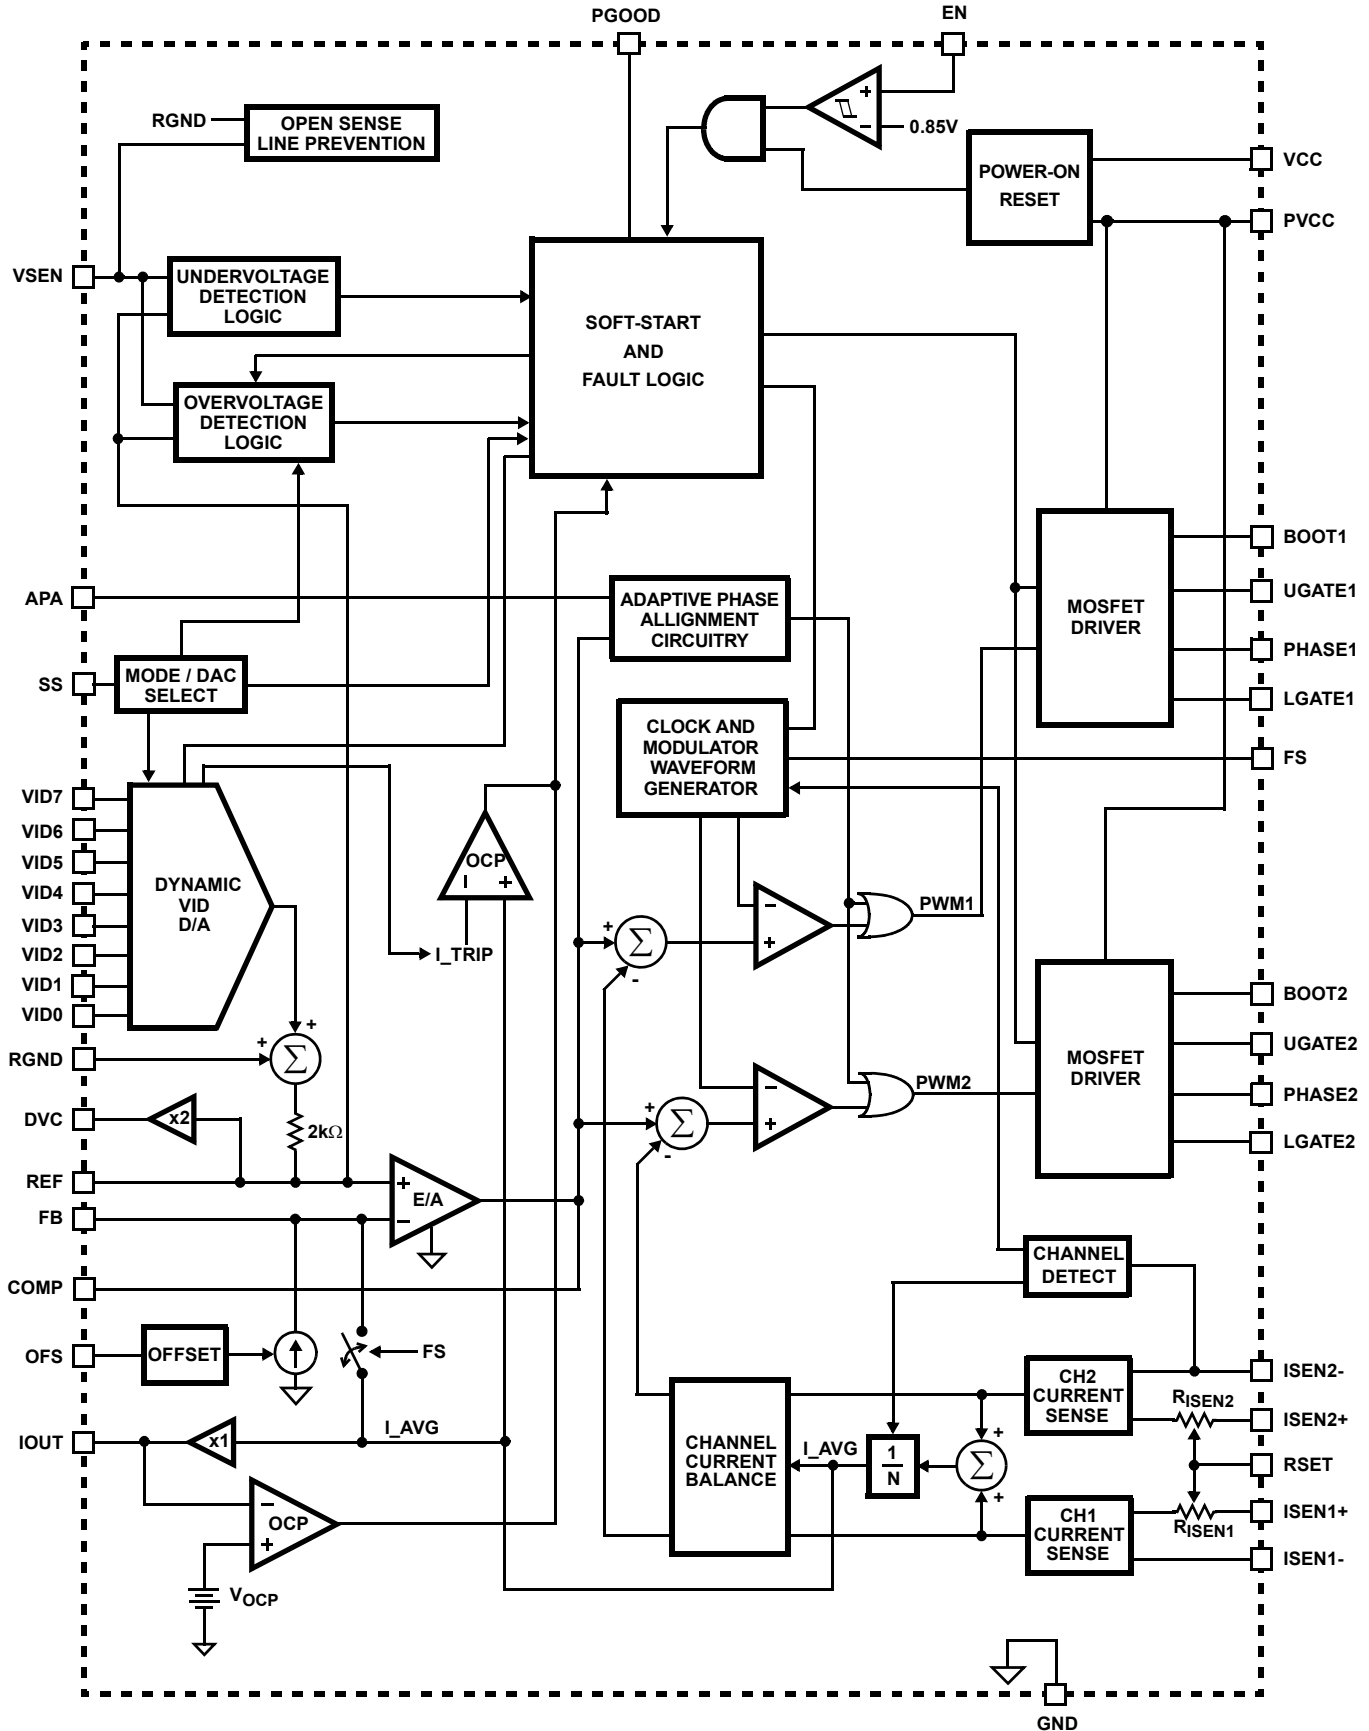 PGOOD
EN
RGND
OPEN SENSE
LINE PREVENTION
+
−
0.85V
POWER-ON
RESET
VCC
PVCC
VSEN
UNDERVOLTAGE
DETECTION
LOGIC
SOFT-START
AND
FAULT LOGIC
OVERVOLTAGE
DETECTION
LOGIC
BOOT1
UGATE1
PHASE1
LGATE1
MOSFET
DRIVER
APA
ADAPTIVE PHASE
ALLIGNMENT
CIRCUITRY
SS
MODE / DAC
SELECT
CLOCK AND
MODULATOR
WAVEFORM
GENERATOR
FS
VID7
VID6
VID5
VID4
VID3
VID2
VID1
VID0
DYNAMIC
VID
D/A
OCP
− +
I_TRIP
+
Σ
-
−
+
PWM1
RGND
+
+
Σ
DVC
x2
2kΩ
+
Σ
-
−
+
PWM2
MOSFET
DRIVER
BOOT2
UGATE2
PHASE2
LGATE2
REF
FB
+
E/A
−
COMP
CHANNEL
DETECT
OFS
OFFSET
FS
IOUT
x1
I_AVG
CHANNEL
CURRENT
BALANCE
I_AVG
1
N
+
Σ
+
CH2
CURRENT
SENSE
RISEN2
CH1
CURRENT
SENSE
RISEN1
ISEN2-
ISEN2+
RSET
ISEN1+
ISEN1-
−
OCP
+
VOCP
GND